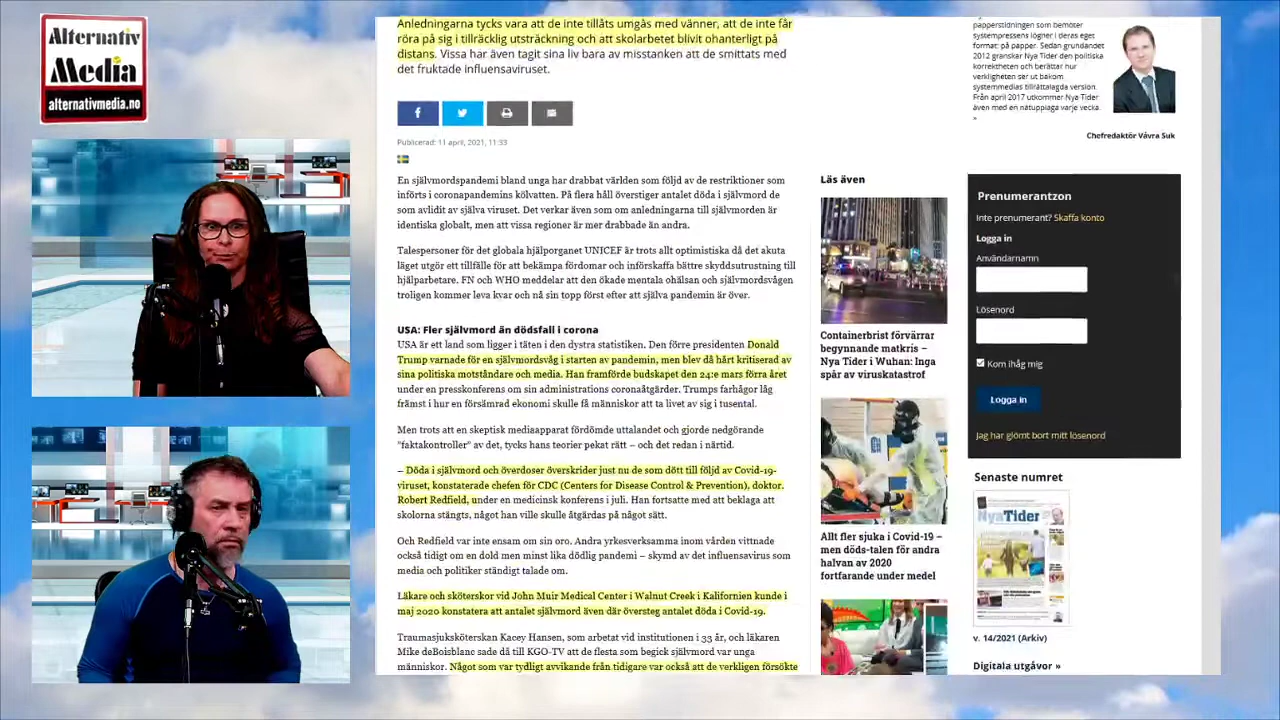 Alternativ
Media
alternativmedia.no
Anledningarna tycks vara att de inte tillåts umgås med vänner, att de inte får
röra på sig i tillräcklig utsträckning och att skolarbetet blivit ohanterligt på
distans. Vissa har även tagit sina liv bara av misstanken att de smittats med
det fruktade influensaviruset.
Publicerad: 11 april, 2021, 11:33
En självmordspandemi bland unga har drabbat världen som följd av de restriktioner som
införts i coronapandemins kölvatten. På flera håll överstiger antalet döda i självmord de
som avlidit av själva viruset. Det verkar även som om anledningarna till självmorden är
identiska globalt, men att vissa regioner är mer drabbade än andra.
Talespersoner för det globala hjälporganet UNICEF är trots allt optimistiska då det akuta
läget utgör ett tillfälle för att bekämpa fördomar och införskaffa bättre skyddsutrustning till
hjälparbetare. FN och WHO meddelar att den ökade mentala ohälsan och självmordsvågen
troligen kommer leva kvar och nå sin topp först efter att själva pandemin är över.
USA: Fler självmord än dödsfall i corona
USA är ett land som ligger i täten i den dystra statistiken. Den förre presidenten Donald
Trump varnade för en självmordsvåg i starten av pandemin, men blev då hårt kritiserad av
sina politiska motståndare och media. Han framförde budskapet den 24:e mars förra året
under en presskonferens om sin administrations coronaåtgärder. Trumps farhågor låg
främst i hur en försämrad ekonomi skulle få människor att ta livet av sig i tusental.
Men trots att en skeptisk mediaapparat fördömde uttalandet och gjorde nedgörande
"faktakontroller" av det, tycks hans teorier pekat rätt – och det redan i närtid.
– Döda i självmord och överdoser överskrider just nu de som dött till följd av Covid-19-
viruset, konstaterade chefen för CDC (Centers for Disease Control & Prevention), doktor.
Robert Redfield, under en medicinsk konferens i juli. Han fortsatte med att beklaga att
skolorna stängts, något han ville skulle åtgärdas på något sätt.
Och Redfield var inte ensam om sin oro. Andra yrkesverksamma inom vården vittnade
också tidigt om en dold men minst lika dödlig pandemi – skymd av det influensavirus som
media och politiker ständigt talade om.
Läkare och sköterskor vid John Muir Medical Center i Walnut Creek i Kalifornien kunde i
maj 2020 konstatera att antalet självmord även där översteg antalet döda i Covid-19.
Traumasjuksköterskan Kacey Hansen, som arbetat vid institutionen i 33 år, och läkaren
Mike deBoisblanc sade då till KGO-TV att de flesta som begick självmord var unga
människor. Något som var tydligt avvikande från tidigare var också att de verkligen försökte
Läs även
Containerbrist förvärrar
begynnande matkris –
Nya Tider i Wuhan: Inga
spår av viruskatastrof
Allt fler sjuka i Covid-19 –
men döds-talen för andra
halvan av 2020
fortfarande under medel
papperstidningen som bemöter
systempressens lögner i deras eget
format: på papper. Sedan grundandet
2012 granskar Nya Tider den politiska
korrektheten och berättar hur
verkligheten ser ut bakom
systemmedias tillrättalagda version.
Från april 2017 utkommer Nya Tider
även med en nätupplaga varje vecka.
»
Chefredaktör Vávra Suk
Prenumerantzon
Inte prenumerant? Skaffa konto
Logga in
Användarnamn
Lösenord
Kom ihåg mig
Logga in
Jag har glömt bort mitt lösenord
Senaste numret
NyaTider
v. 14/2021 (Arkiv)
Digitala utgåvor »